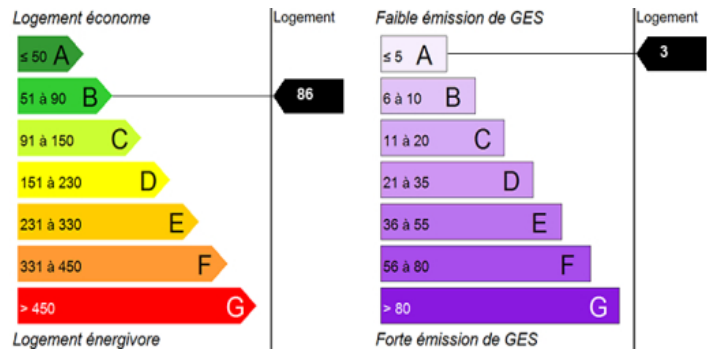 Logement économe
Logement
≤ 50 A
51 à 90 B
86
91 à 150 C
151 à 230 D
231 à 330 E
331 à 450 F
> 450 G
Logement énergivore
Faible émission de GES
Logement
≤ 5 A
3
6 à 10 B
11 à 20 C
21 à 35 D
36 à 55 E
56 à 80 F
> 80 G
Forte émission de GES